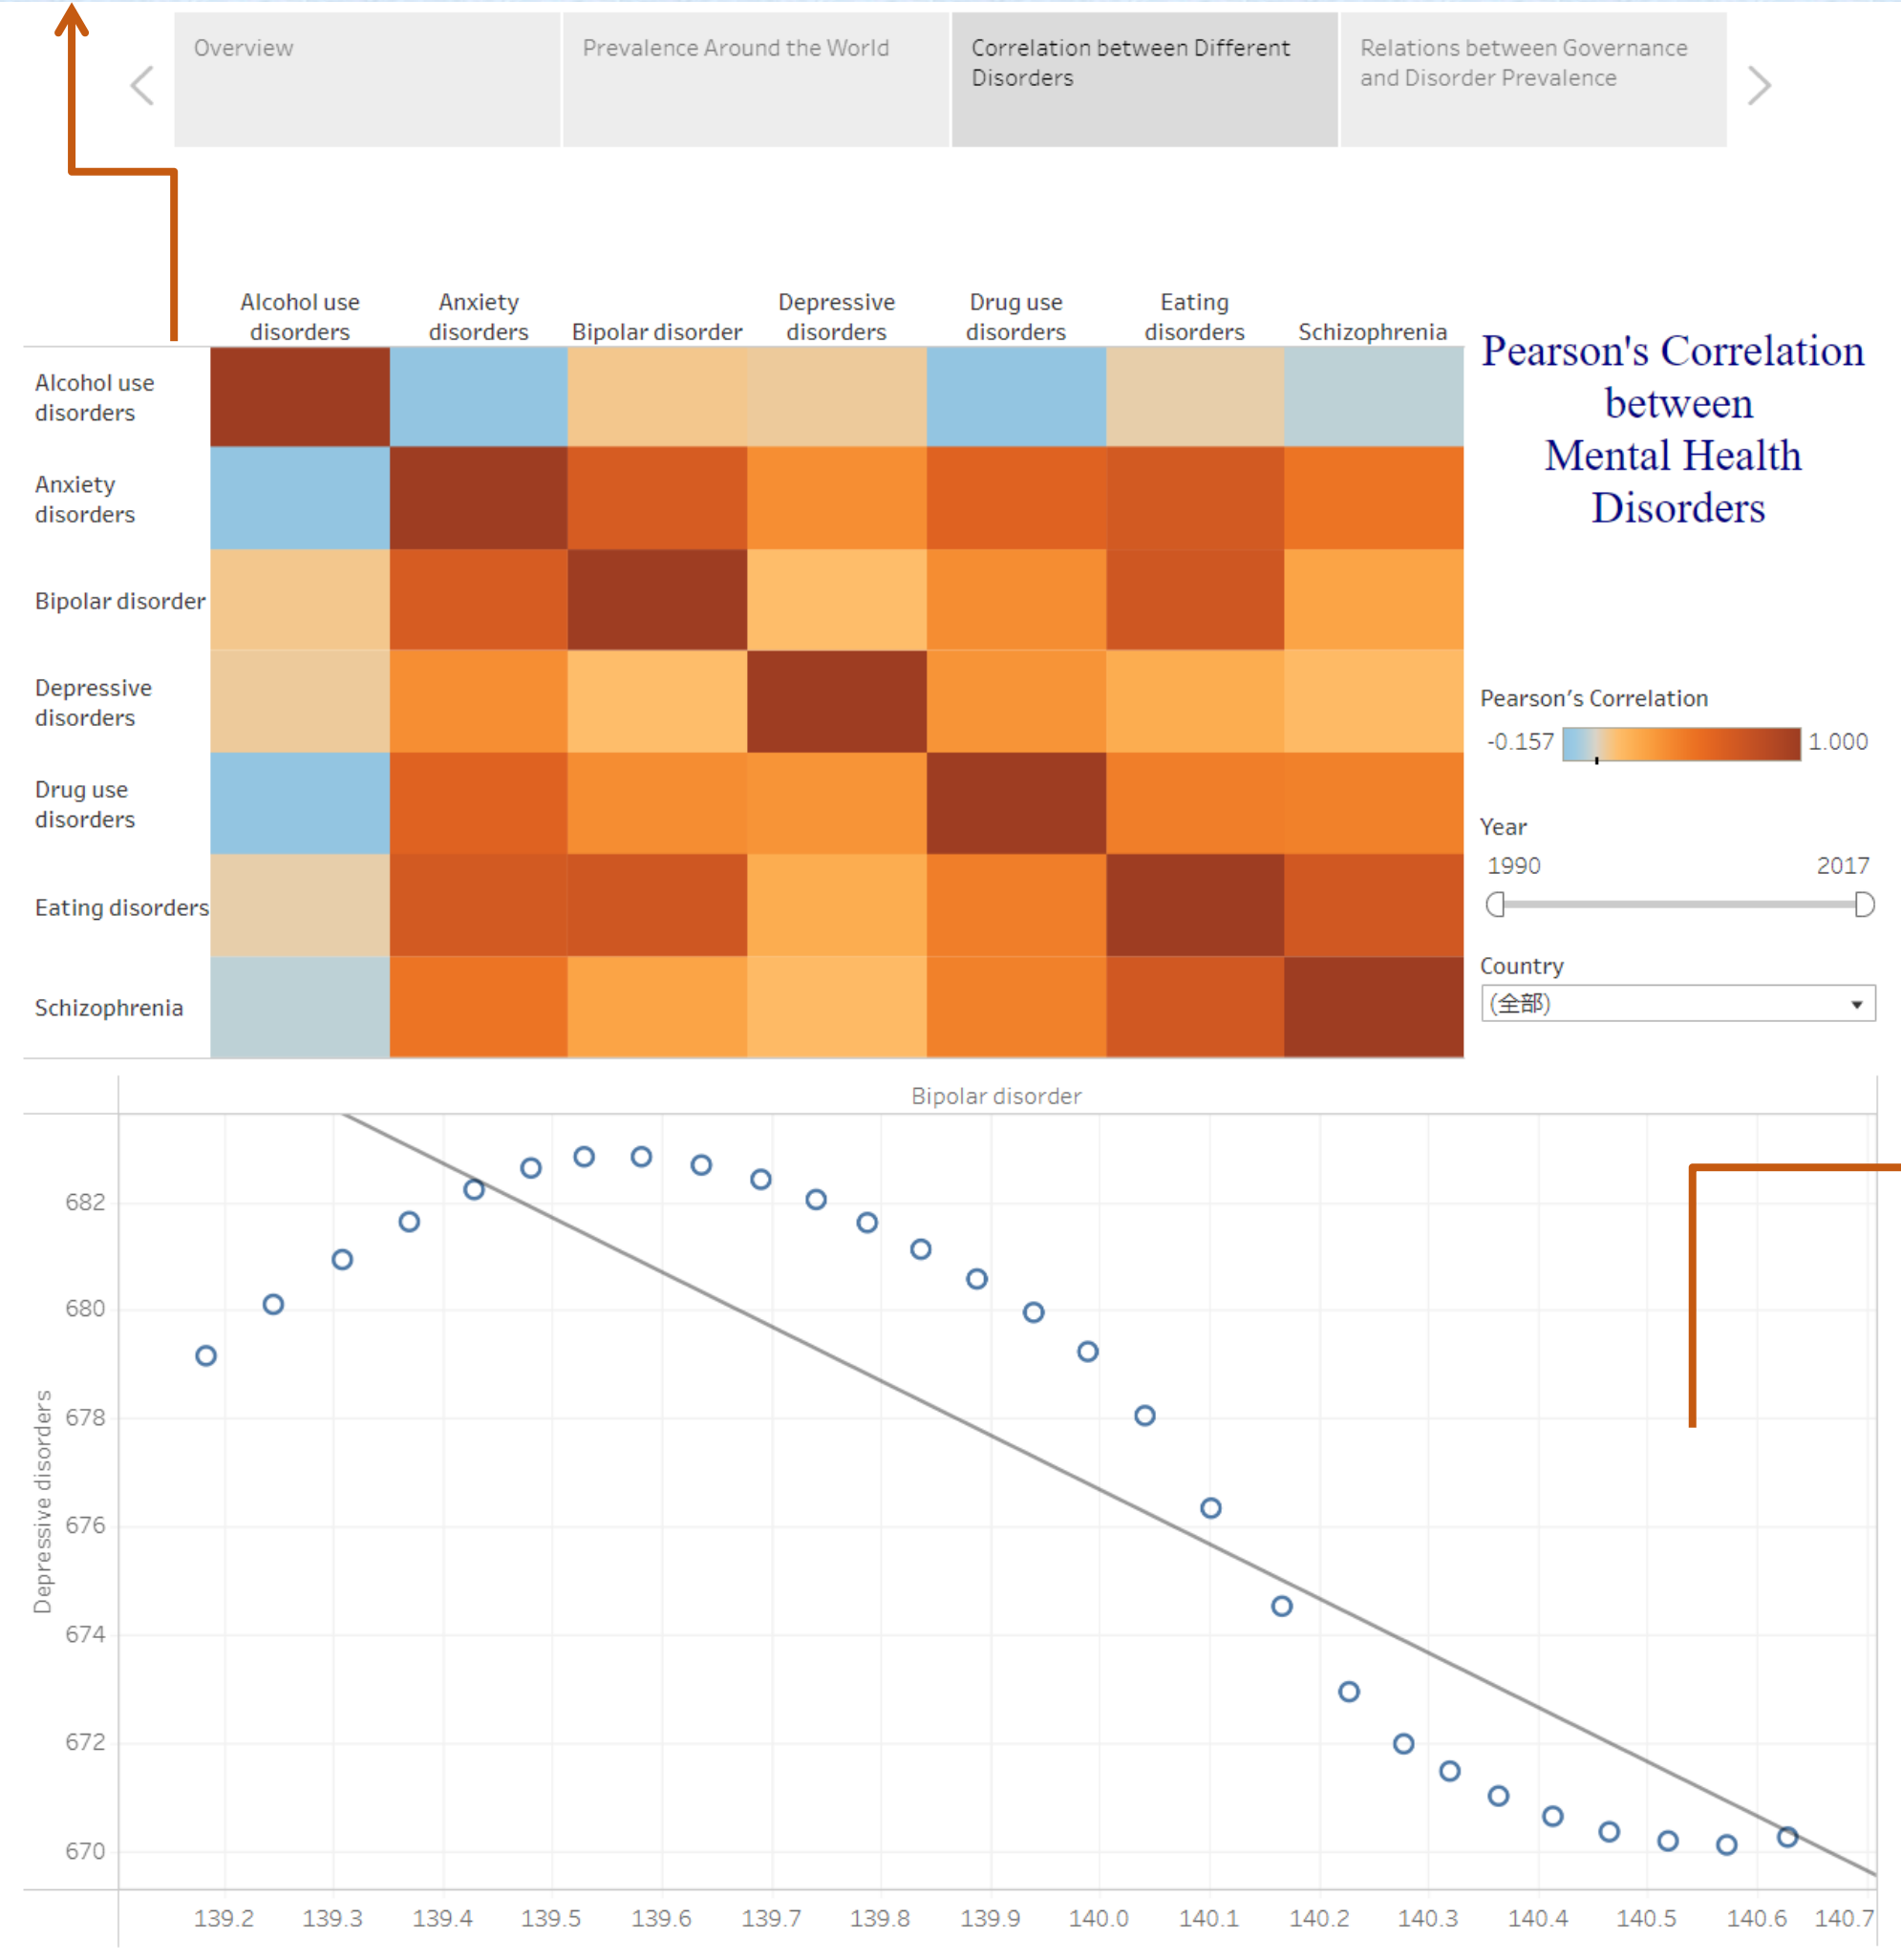 Overview
Prevalence Around the World
Correlation between Different
Disorders
Relations between Governance
and Disorder Prevalence
Alcohol use
disorders
Anxiety
disorders
Bipolar disorder
Depressive
disorders
Drug use
disorders
Eating
disorders
Schizophrenia
Alcohol use
disorders
Anxiety
disorders
Bipolar disorder
Depressive
disorders
Drug use
disorders
Eating disorders
Schizophrenia
Pearson's Correlation
between
Mental Health
Disorders
Pearson's Correlation
-0.157 1.000
Year
1990 2017
Country
(全部)
Bipolar disorder
Depressive disorders
682
680
678
676
674
672
670
139.2 139.3 139.4 139.5 139.6 139.7 139.8 139.9 140.0 140.1 140.2 140.3 140.4 140.5 140.6 140.7